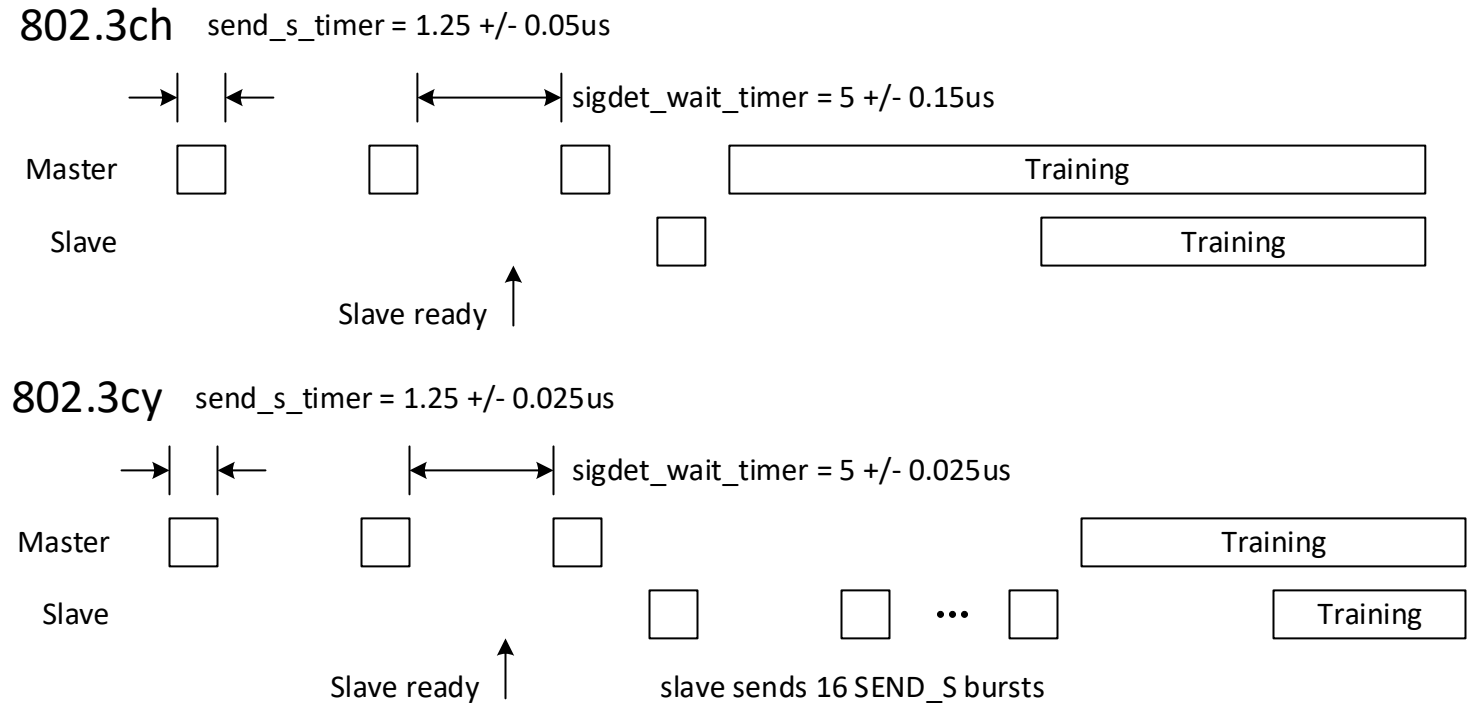 802.3ch send_s_timer = 1.25 +/- 0.05us
sigdet_wait_timer = 5 +/- 0.15us
Master Training
Slave Training
Slave ready
802.3cy send_s_timer = 1.25 +/- 0.025us
sigdet_wait_timer = 5 +/- 0.025us
Master Training
Slave ••• Training
Slave ready slave sends 16 SEND_S bursts